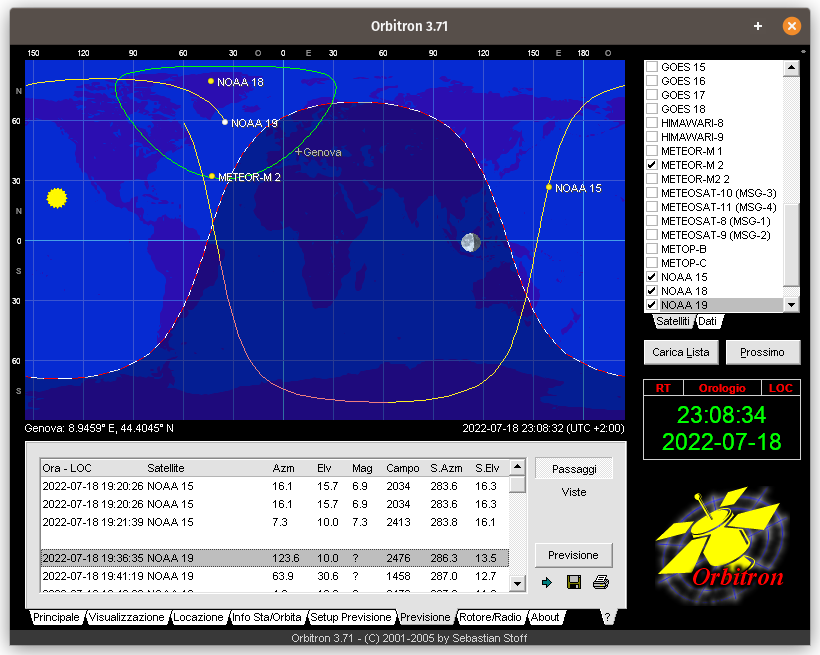 Orbitron 3.71
150 120 90 60 30 O 0 E 30 60 90 120 150 E 180 O
N
60
30
N
0
S
30
60
S
NOAA 18
NOAA 19
Genova
METEOR-M 2
NOAA 15
Genova: 8.9459° E, 44.4045° N
2022-07-18 23:08:32 (UTC +2:00)
GOES 15
GOES 16
GOES 17
GOES 18
HIMAWARI-8
HIMAWARI-9
METEOR-M 1
METEOR-M 2
METEOR-M2 2
METEOSAT-10 (MSG-3)
METEOSAT-11 (MSG-4)
METEOSAT-8 (MSG-1)
METEOSAT-9 (MSG-2)
METOP-B
METOP-C
NOAA 15
NOAA 18
NOAA 19
Satelliti Dati
Carica Lista Prossimo
RT Orologio LOC
23:08:34
2022-07-18
Orbitron
Ora - LOC Satellite Azm Elv Mag Campo S.Azm S.Elv
2022-07-18 19:20:26 NOAA 15 16.1 15.7 6.9 2034 283.6 16.3
2022-07-18 19:20:26 NOAA 15 16.1 15.7 6.9 2034 283.6 16.3
2022-07-18 19:21:39 NOAA 15 7.3 10.0 7.3 2413 283.8 16.1
2022-07-18 19:36:35 NOAA 19 123.6 10.0 ? 2476 286.3 13.5
2022-07-18 19:41:19 NOAA 19 63.9 30.6 ? 1458 287.0 12.7
Passaggi
Viste
Previsione
Principale Visualizzazione Locazione Info Sta/Orbita Setup Previsione Previsione Rotore/Radio About ?
Orbitron 3.71 - (C) 2001-2005 by Sebastian Stoff